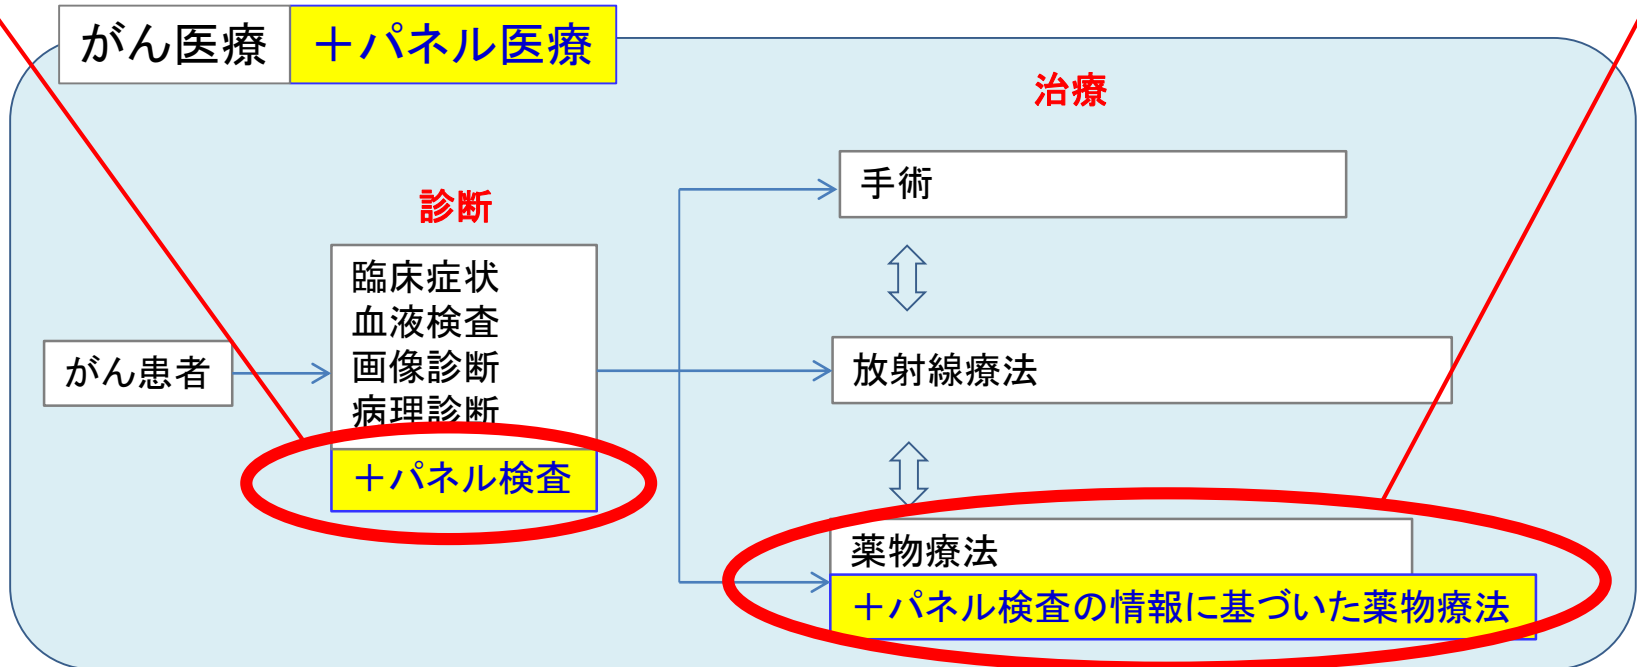 がん医療 ＋パネル医療
治療
手術
診断
臨床症状
血液検査
画像診断
病理診断
がん患者
放射線療法
＋パネル検査
薬物療法
＋パネル検査の情報に基づいた薬物療法